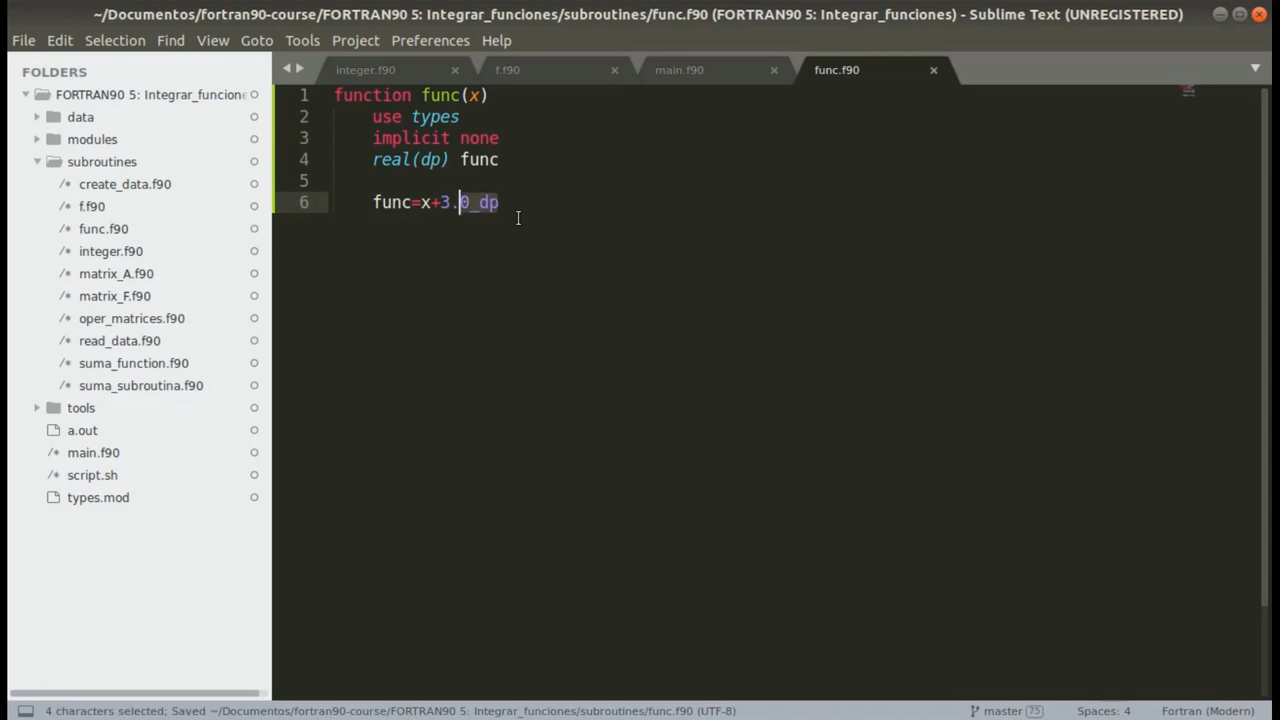 ~/Documentos/fortran90-course/FORTRAN90 5: Integrar_funciones/subroutines/func.f90 (FORTRAN90 5: Integrar_funciones) - Sublime Text (UNREGISTERED)
File Edit Selection Find View Goto Tools Project Preferences Help
FOLDERS
FORTRAN90 5: Integrar_funcione
data
modules
subroutines
/* create_data.f90
/* f.f90
/* func.f90
/* integer.f90
/* matrix_A.f90
/* matrix_F.f90
/* oper_matrices.f90
/* read_data.f90
/* suma_function.f90
/* suma_subroutina.f90
tools
a.out
/* main.f90
/* script.sh
types.mod
integer.f90 f.f90 main.f90 func.f90
1 function func(x)
2 use types
3 implicit none
4 real(dp) func
5
6 func=x+3.0_dp
4 characters selected; Saved ~/Documentos/fortran90-course/FORTRAN90 5: Integrar_funciones/subroutines/func.f90 (UTF-8) master 75 Spaces: 4 Fortran (Modern)